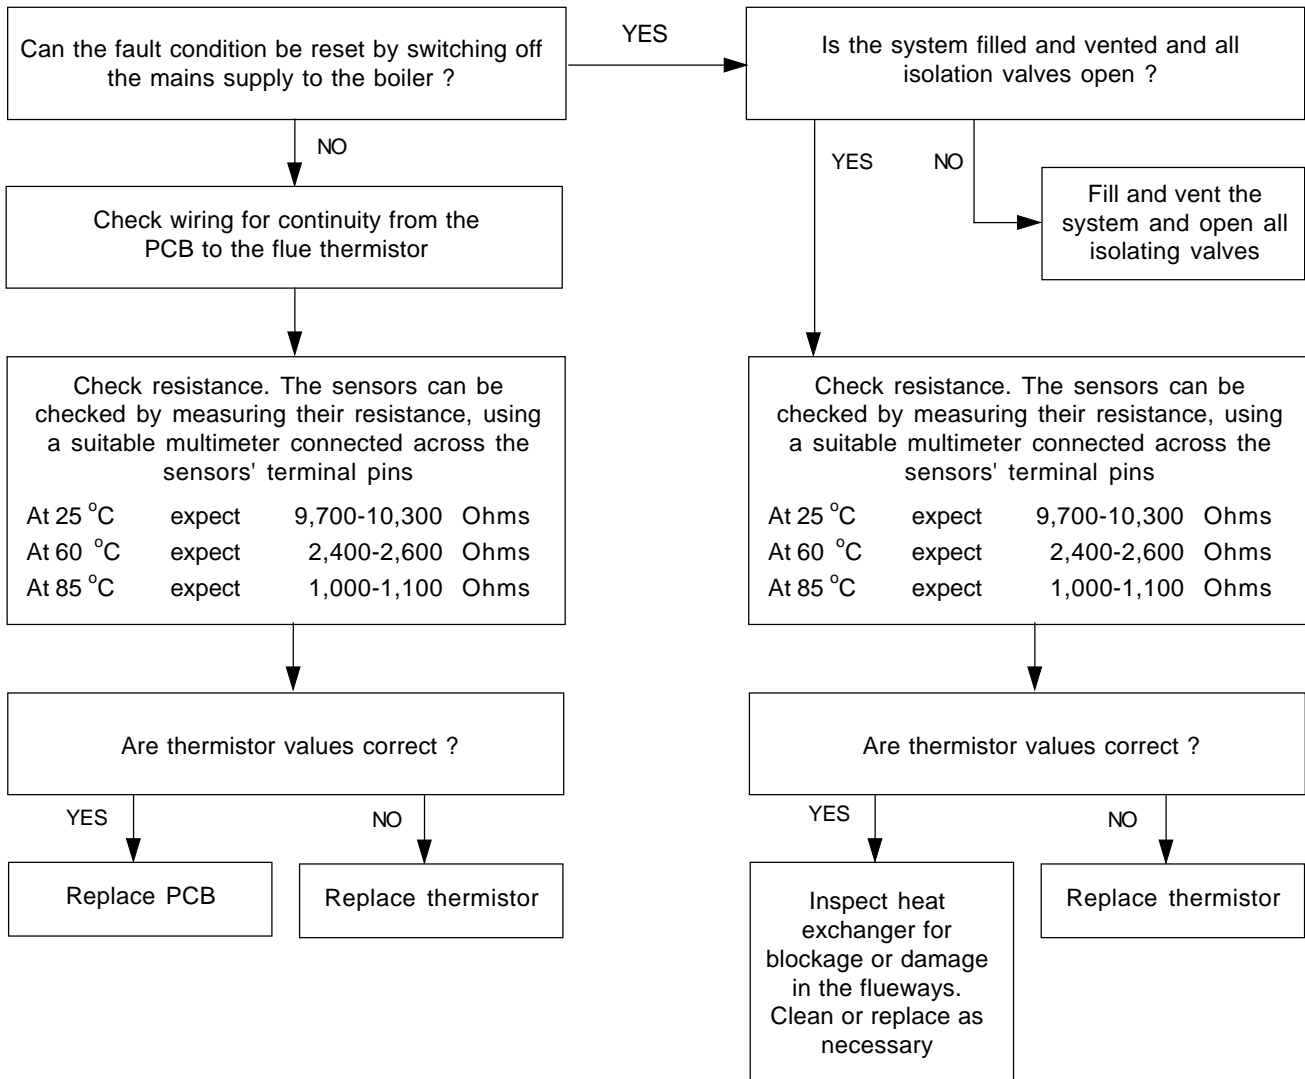 Can the fault condition be reset by switching off
the mains supply to the boiler ?
YES
Is the system filled and vented and all
isolation valves open ?
NO
YES
NO
Check wiring for continuity from the
PCB to the flue thermistor
Fill and vent the
system and open all
isolating valves
Check resistance. The sensors can be
checked by measuring their resistance, using
a suitable multimeter connected across the
sensors' terminal pins
At 25 °C expect 9,700-10,300 Ohms
At 60 °C expect 2,400-2,600 Ohms
At 85 °C expect 1,000-1,100 Ohms
Check resistance. The sensors can be
checked by measuring their resistance, using
a suitable multimeter connected across the
sensors' terminal pins
At 25 °C expect 9,700-10,300 Ohms
At 60 °C expect 2,400-2,600 Ohms
At 85 °C expect 1,000-1,100 Ohms
Are thermistor values correct ?
Are thermistor values correct ?
YES
NO
YES
NO
Replace PCB
Replace thermistor
Inspect heat
exchanger for
blockage or damage
in the flueways.
Clean or replace as
necessary
Replace thermistor